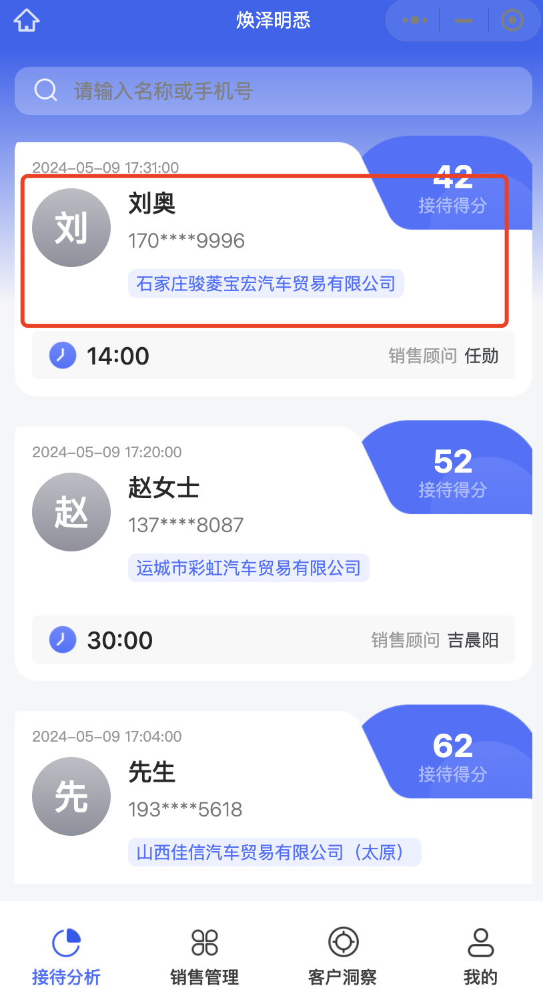 焕泽明悉
请输入名称或手机号
2024-05-09 17:31:00
42
接待得分
刘
刘奥
170****9996
石家庄骏菱宝宏汽车贸易有限公司
14:00
销售顾问 任勋
2024-05-09 17:20:00
52
接待得分
赵
赵女士
137****8087
运城市彩虹汽车贸易有限公司
30:00
销售顾问 吉晨阳
2024-05-09 17:04:00
62
接待得分
先
先生
193****5618
山西佳信汽车贸易有限公司（太原）
接待分析
销售管理
客户洞察
我的